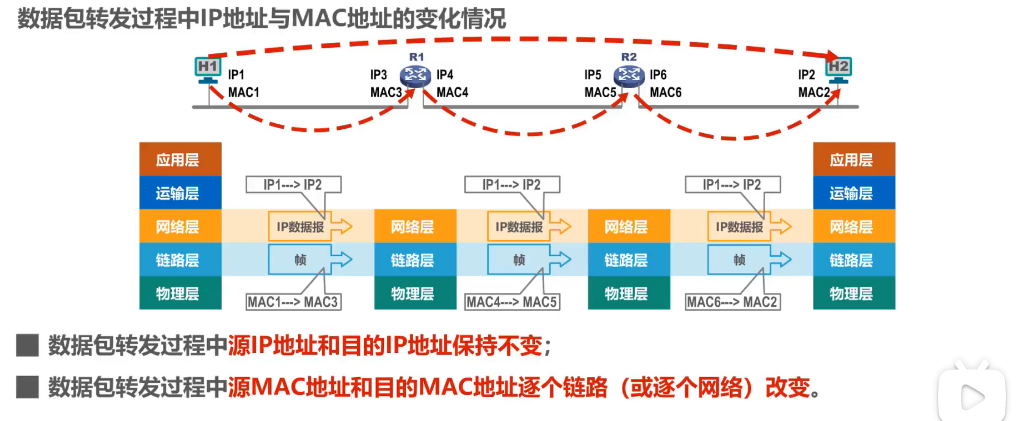 数据包转发过程中IP地址与MAC地址的变化情况
H1 IP1 MAC1
IP3 MAC3 R1 IP4 MAC4
IP5 MAC5 R2 IP6 MAC6
IP2 MAC2 H2
应用层 应用层
运输层 IP1---> IP2 IP1---> IP2 IP1---> IP2 运输层
网络层 IP数据报 网络层 IP数据报 网络层 IP数据报 网络层
链路层 帧 链路层 帧 链路层 帧 链路层
物理层 MAC1---> MAC3 物理层 MAC4---> MAC5 物理层 MAC6---> MAC2 物理层
数据包转发过程中源IP地址和目的IP地址保持不变；
数据包转发过程中源MAC地址和目的MAC地址逐个链路（或逐个网络）改变。